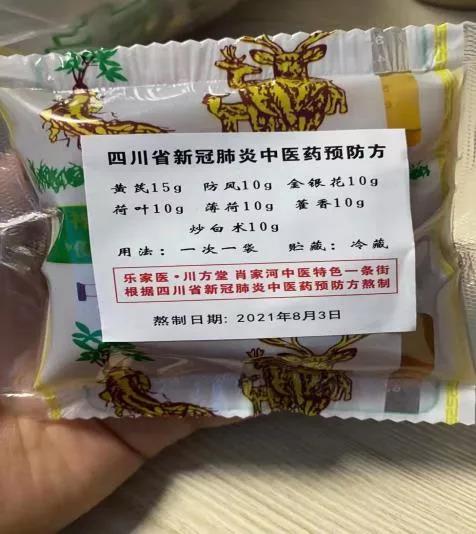 四川省新冠肺炎中医药预防方
黄芪15g 防风10g 金银花10g
荷叶10g 薄荷10g 藿香10g
炒白术10g
用法：一次一袋 贮藏：冷藏
乐家医·川方堂 肖家河中医特色一条街
根据四川省新冠肺炎中医药预防方熬制
熬制日期：2021年8月3日